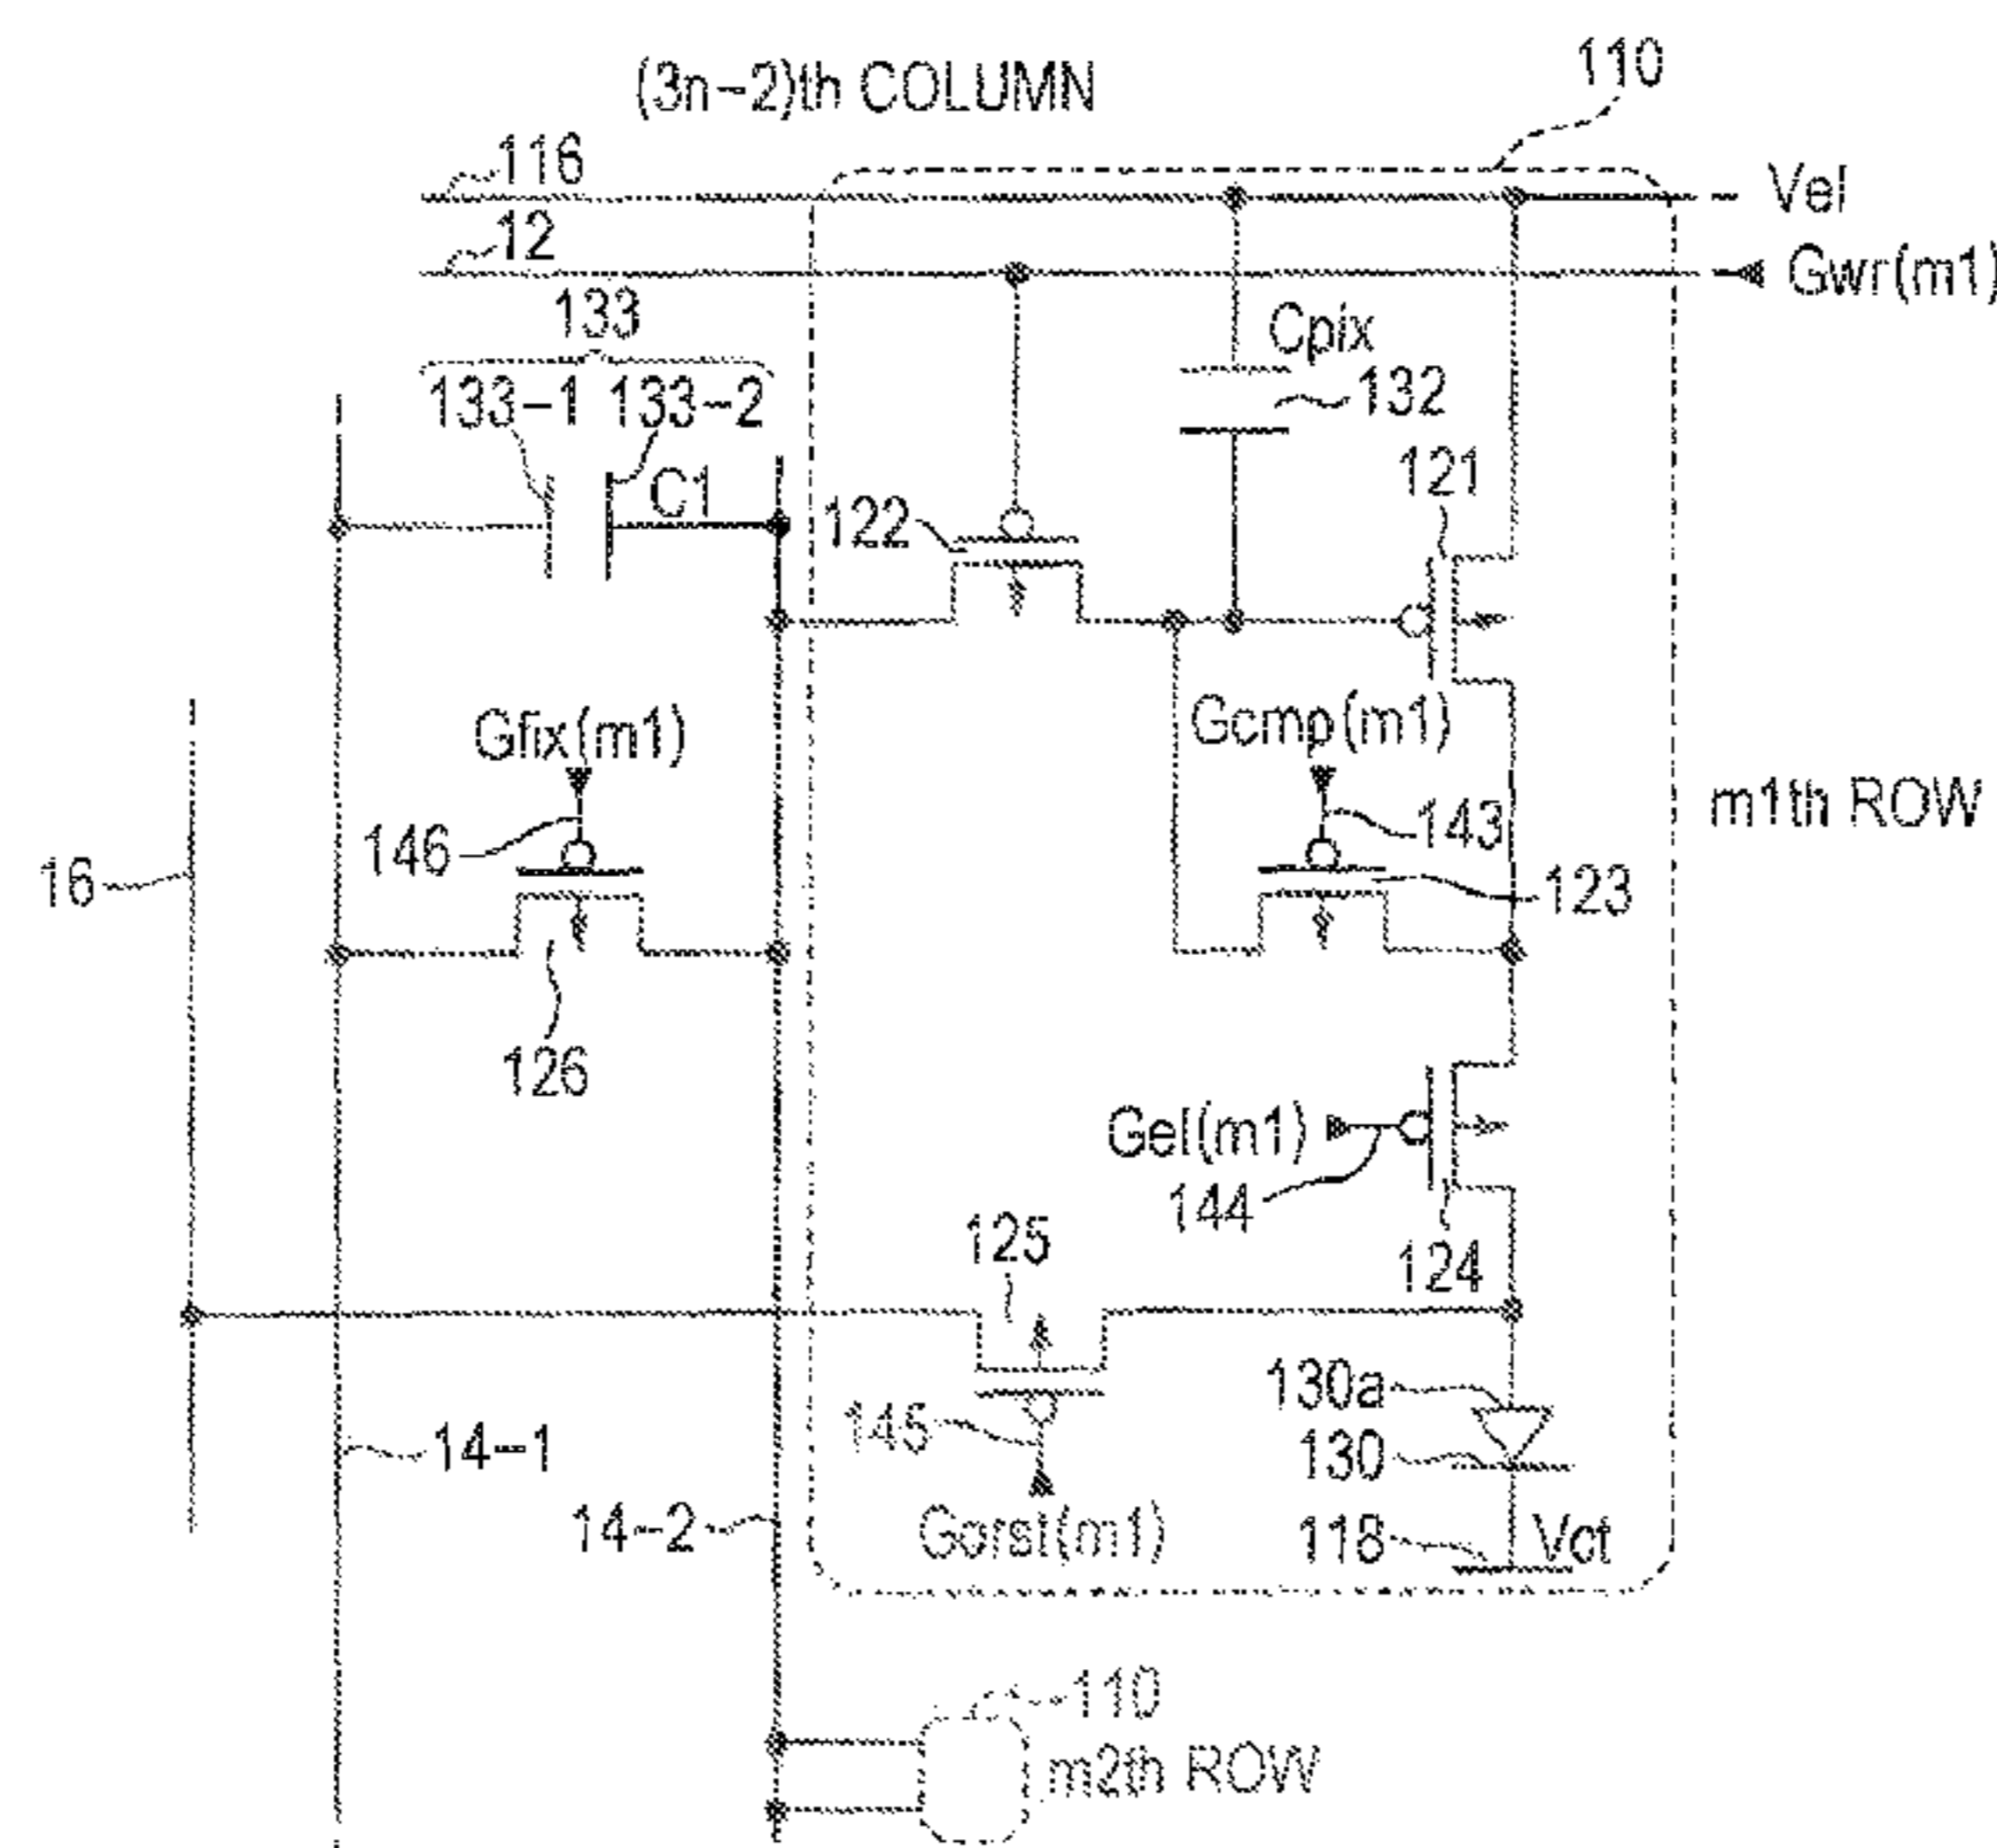 (3n-2)th COLUMN
110
116
Vel
12
Gwr(m1)
133
Cpix
133-1 133-2
132
C1
121
122
Gfix(m1)
Gcmp(m1)
146
143
m1th ROW
16
123
126
Gel(m1)
144
125
124
130a
145
130
14-1
14-2
Gorst(m1)
118
Vct
110
m2th ROW